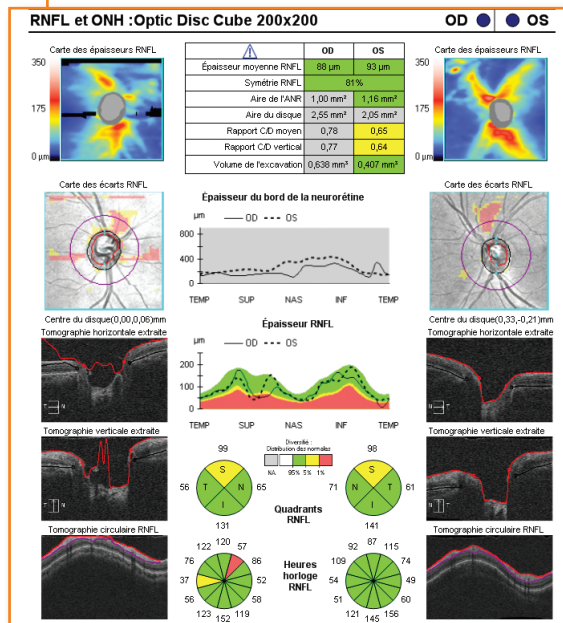 RNFL et ONH :Optic Disc Cube 200x200 OD OS
Carte des épaisseurs RNFL
350
175
0 µm
OD OS
Épaisseur moyenne RNFL 88 µm 93 µm
Symétrie RNFL 81%
Aire de l'ANR 1,00 mm² 1,16 mm²
Aire du disque 2,55 mm² 2,05 mm²
Rapport C/D moyen 0,78 0,65
Rapport C/D vertical 0,77 0,64
Volume de l'excavation 0,638 mm³ 0,407 mm³
Carte des épaisseurs RNFL
350
175
0 µm
Carte des écarts RNFL
Centre du disque(0,00,0,06)mm
Épaisseur du bord de la neurorétine
µm OD OS
800
400
0
TEMP SUP NAS INF TEMP
Carte des écarts RNFL
Centre du disque(0,33,-0,21)mm
Tomographie horizontale extraite
T N
Épaisseur RNFL
µm OD OS
200
100
0
TEMP SUP NAS INF TEMP
Tomographie horizontale extraite
T N
Tomographie verticale extraite
Diversifié :
Distribution des normales
NA 95% 5% 1%
99
56 S T N I 65
131
Quadrants
RNFL
98
71 S N T I 61
141
Tomographie verticale extraite
Tomographie circulaire RNFL
122 120 57
76 86
37 52
56 58
123 152 119
Heures
horloge
RNFL
92 87 115
109 74
54 49
51 60
121 145 156
Tomographie circulaire RNFL